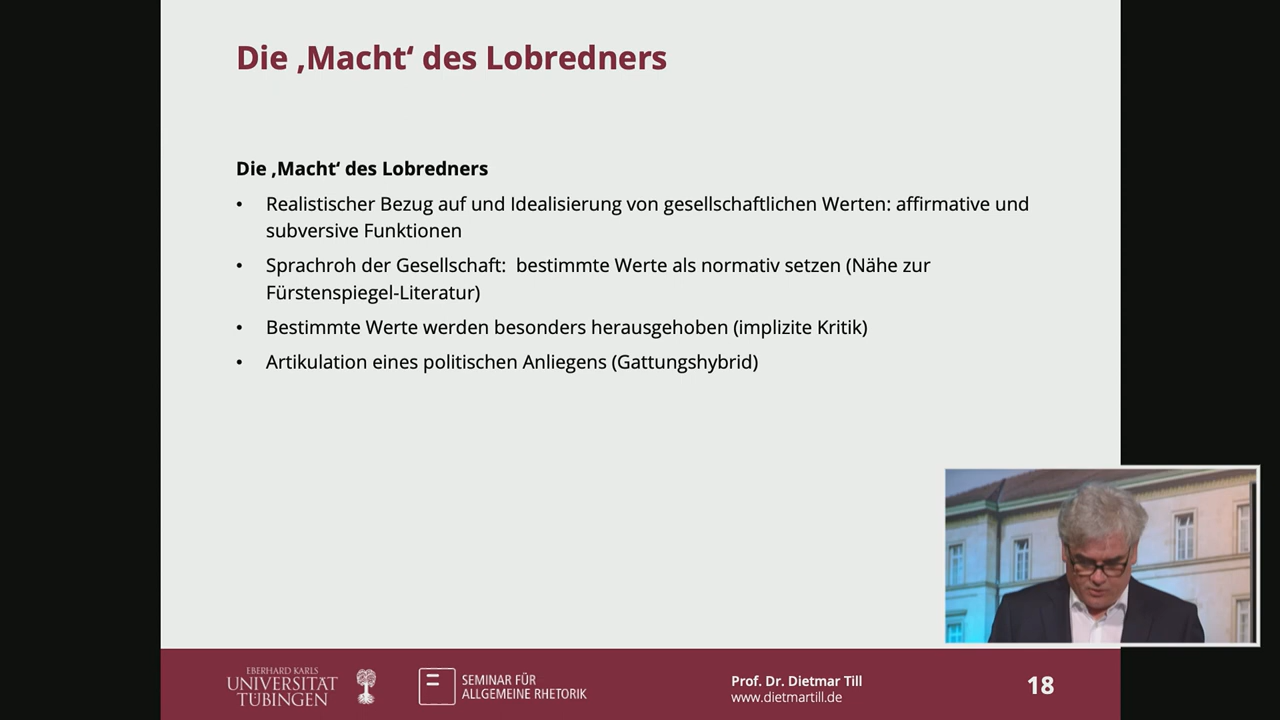 Die ‚Macht‘ des Lobredners
Die ‚Macht‘ des Lobredners
• Realistischer Bezug auf und Idealisierung von gesellschaftlichen Werten: affirmative und
subversive Funktionen
• Sprachroh der Gesellschaft:  bestimmte Werte als normativ setzen (Nähe zur
Fürstenspiegel-Literatur)
• Bestimmte Werte werden besonders herausgehoben (implizite Kritik)
• Artikulation eines politischen Anliegens (Gattungshybrid)
EBERHARD KARLS
UNIVERSITÄT
TÜBINGEN
SEMINAR FÜR
ALLGEMEINE RHETORIK
Prof. Dr. Dietmar Till
www.dietmartill.de
18